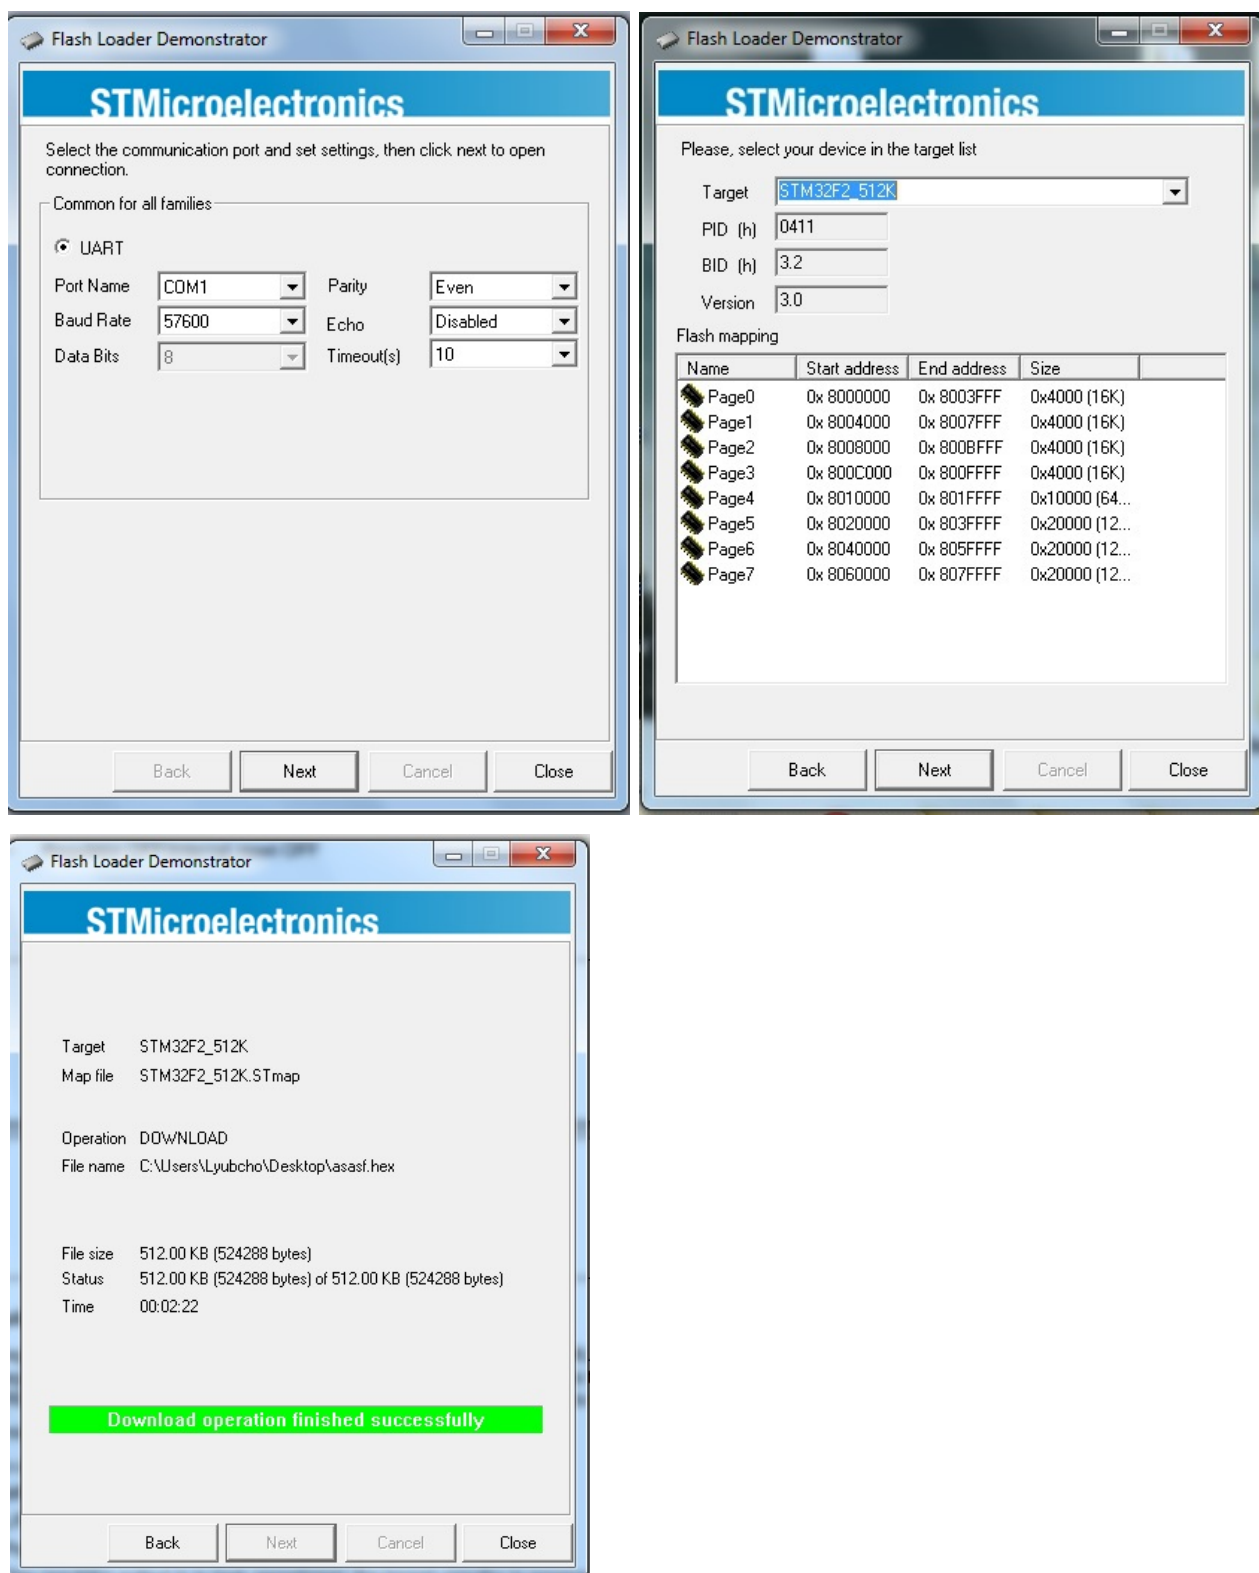 Flash Loader Demonstrator
STMicroelectronics
Select the communication port and set settings, then click next to open
connection.
Common for all families
UART
Port Name COM1 Parity Even
Baud Rate 57600 Echo Disabled
Data Bits 8 Timeout(s) 10
Back Next Cancel Close
Flash Loader Demonstrator
STMicroelectronics
Please, select your device in the target list
Target STM32F2_512K
PID (h) 0411
BID (h) 3.2
Version 3.0
Flash mapping
Name Start address End address Size
Page0 0x 8000000 0x 8003FFF 0x4000 (16K)
Page1 0x 8004000 0x 8007FFF 0x4000 (16K)
Page2 0x 8008000 0x 800BFFF 0x4000 (16K)
Page3 0x 800C000 0x 800FFFF 0x4000 (16K)
Page4 0x 8010000 0x 801FFFF 0x10000 (64...
Page5 0x 8020000 0x 803FFFF 0x20000 (12...
Page6 0x 8040000 0x 805FFFF 0x20000 (12...
Page7 0x 8060000 0x 807FFFF 0x20000 (12...
Back Next Cancel Close
Flash Loader Demonstrator
STMicroelectronics
Target STM32F2_512K
Map file STM32F2_512K.STmap
Operation DOWNLOAD
File name C:\Users\Lyubcho\Desktop\asasf.hex
File size 512.00 KB (524288 bytes)
Status 512.00 KB (524288 bytes) of 512.00 KB (524288 bytes)
Time 00:02:22
Download operation finished successfully
Back Next Cancel Close